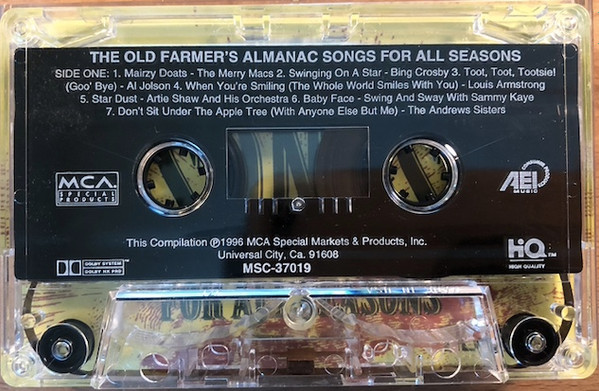 THE OLD FARMER'S ALMANAC SONGS FOR ALL SEASONS
SIDE ONE: 1. Mairzy Doats - The Merry Macs 2. Swinging On A Star - Bing Crosby 3. Toot, Toot, Tootsie!
(Goo' Bye) - Al Jolson 4. When You're Smiling (The Whole World Smiles With You) - Louis Armstrong
5. Star Dust - Artie Shaw And His Orchestra 6. Baby Face - Swing And Sway With Sammy Kaye
7. Don't Sit Under The Apple Tree (With Anyone Else But Me) - The Andrews Sisters
MCA.
SPECIAL
PRODUCTS
AEI
MUSIC
This Compilation ℗1996 MCA Special Markets & Products, Inc.
Universal City, Ca. 91608
MSC-37019
DOLBY SYSTEM
DOLBY HX PRO
HiQ™
HIGH QUALITY
FOR ALL SEASONS